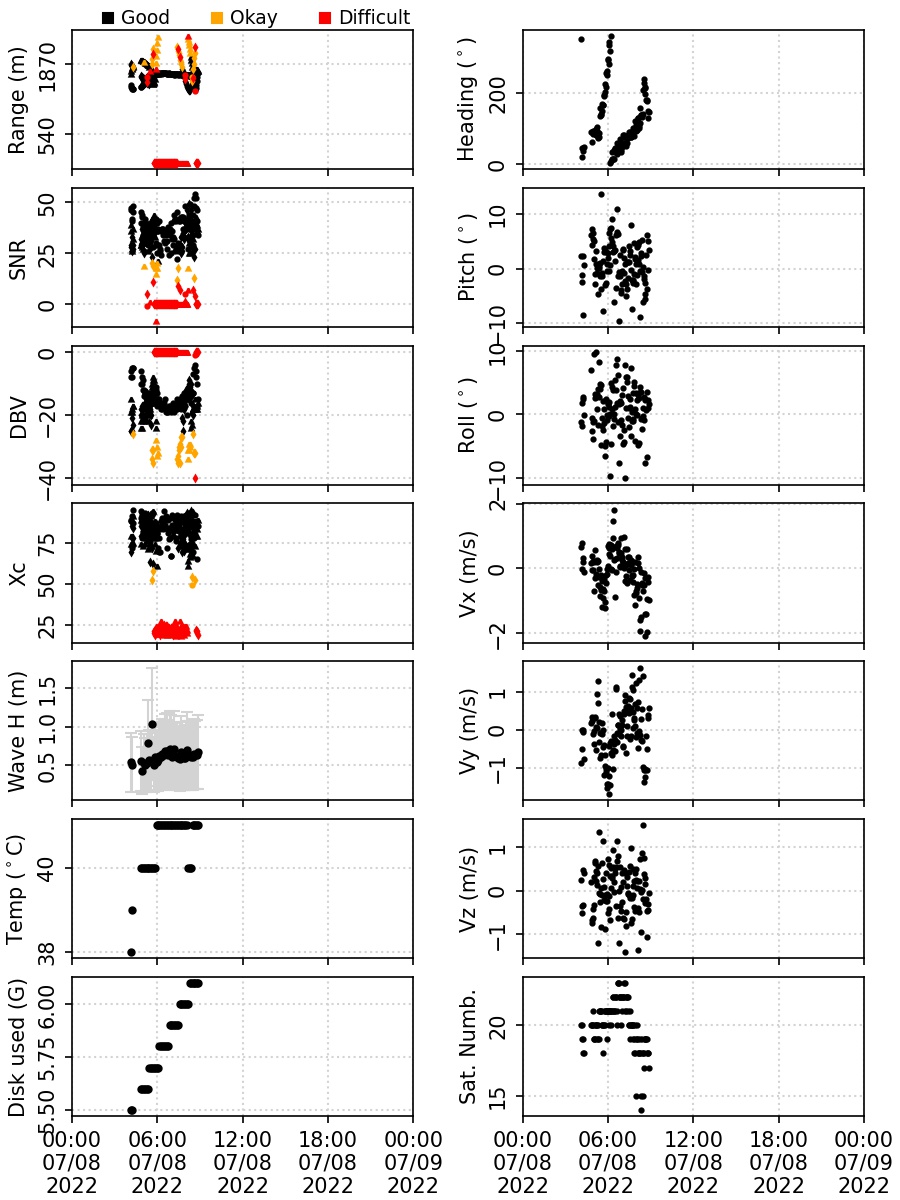 Good Okay Difficult
Range (m)
1870
540
Heading (°)
200
0
SNR
50
25
0
Pitch (°)
10
0
−10
DBV
0
−20
−40
Roll (°)
10
0
−10
Xc
75
50
25
Vx (m/s)
2
0
−2
Wave H (m)
1.5
1.0
0.5
Vy (m/s)
1
0
−1
Temp (°C)
40
38
Vz (m/s)
1
0
−1
Disk used (G)
6.00
5.75
5.50
Sat. Numb.
20
15
00:00 06:00 12:00 18:00 00:00
07/08 07/08 07/08 07/08 07/09
2022 2022 2022 2022 2022
00:00 06:00 12:00 18:00 00:00
07/08 07/08 07/08 07/08 07/09
2022 2022 2022 2022 2022